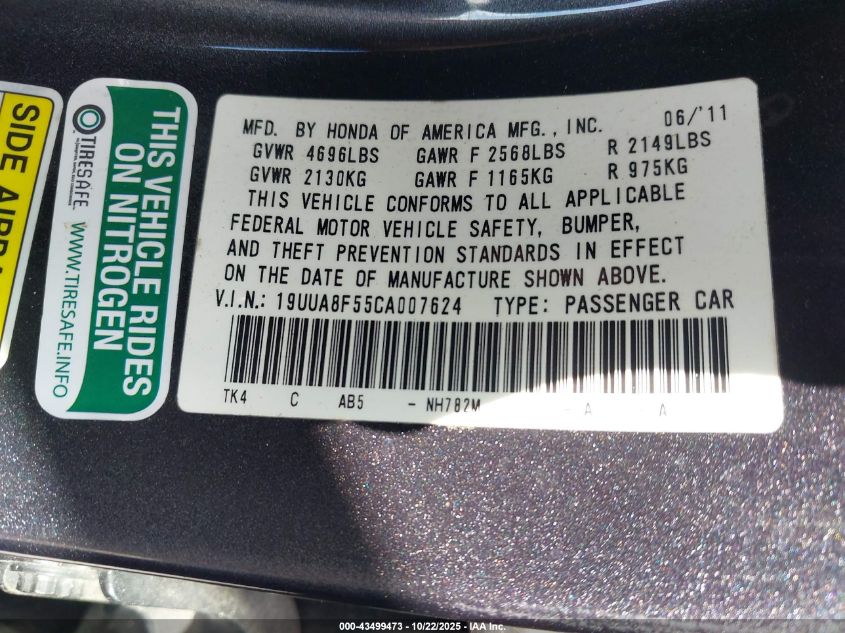 SIDE AIRBA
TIRESAFE
WWW.TIRESAFE.INFO
THIS VEHICLE RIDES
ON NITROGEN
MFD. BY HONDA OF AMERICA MFG., INC. 06/'11
GVWR 4696LBS GAWR F 2568LBS R 2149LBS
GVWR 2130KG GAWR F 1165KG R 975KG
THIS VEHICLE CONFORMS TO ALL APPLICABLE
FEDERAL MOTOR VEHICLE SAFETY, BUMPER,
AND THEFT PREVENTION STANDARDS IN EFFECT
ON THE DATE OF MANUFACTURE SHOWN ABOVE.
V.I.N.: 19UUA8F55CA007624 TYPE: PASSENGER CAR
TK4 C AB5 - NH782M - A A
000-43499473 - 10/22/2025 - IAA Inc.